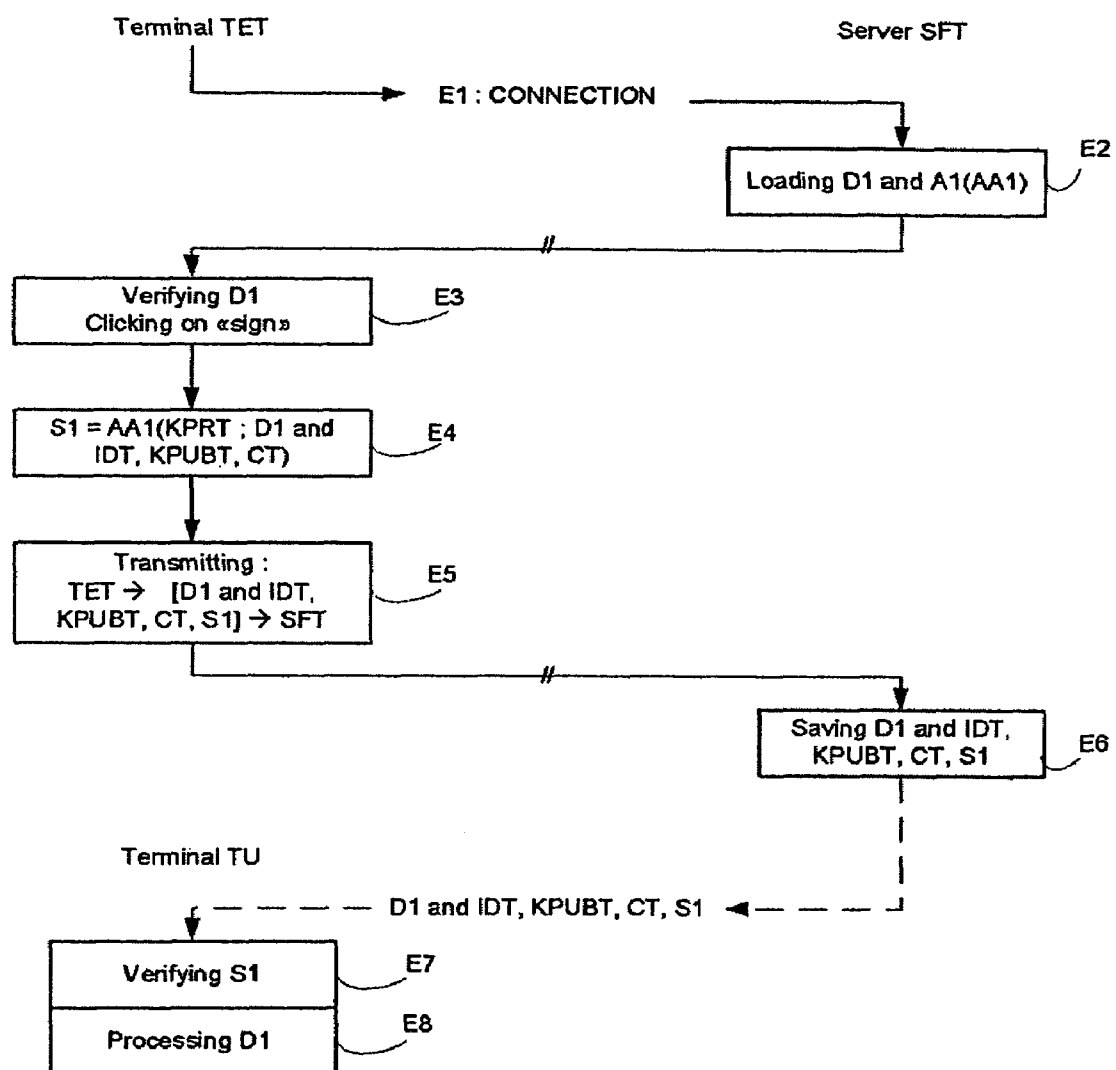 Terminal TET
Server SFT
E1 : CONNECTION
E2
Loading D1 and A1(AA1)
//
Verifying D1
Clicking on «sign»
E3
S1 = AA1(KPRT ; D1 and
IDT, KPUBT, CT)
E4
Transmitting :
TET → [D1 and IDT,
KPUBT, CT, S1] → SFT
E5
//
Saving D1 and IDT,
KPUBT, CT, S1
E6
Terminal TU
D1 and IDT, KPUBT, CT, S1
Verifying S1
E7
Processing D1
E8